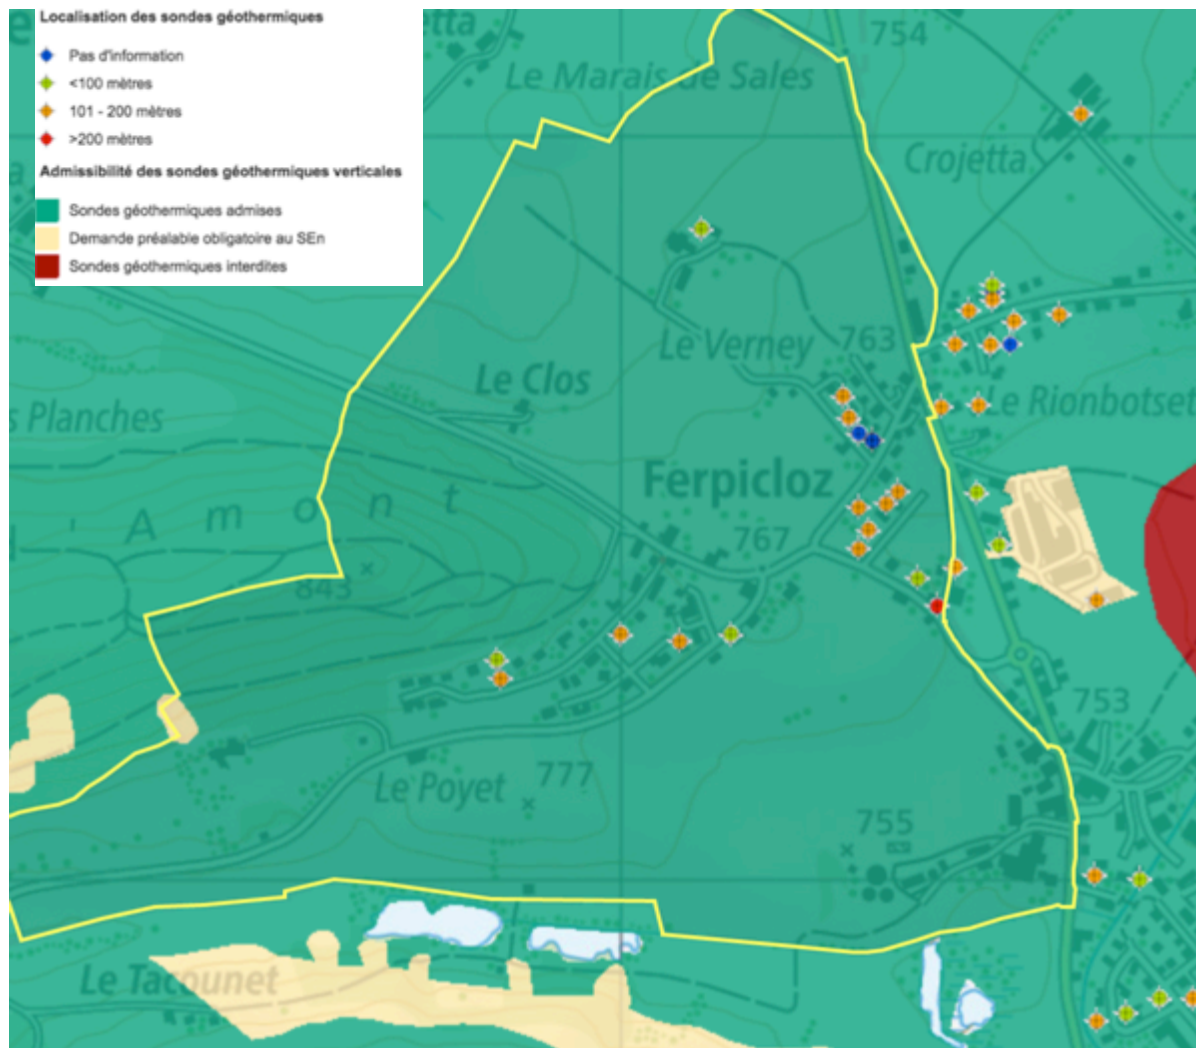 Localisation des sondes géothermiques
Pas d'information
<100 mètres
101 - 200 mètres
>200 mètres
Admissibilité des sondes géothermiques verticales
Sondes géothermiques admises
Demande préalable obligatoire au SEn
Sondes géothermiques interdites
etta
754
Le Marais de Sales
Crojetta
Le Verney
763
Le Clos
s Planches
Le Rionbotset
Ferpicloz
l'Amont
767
843
753
Le Poyet
777
755
Le Tacounet